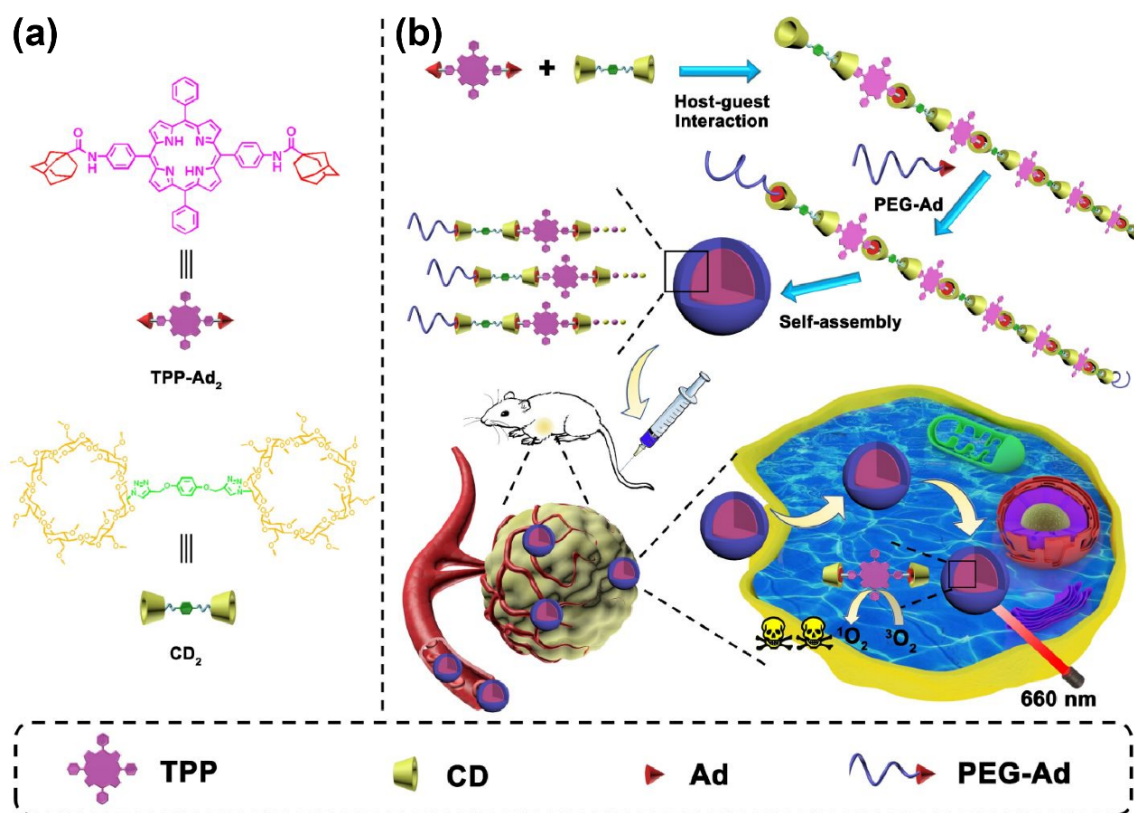 (a)
O
NH
N
N
HN
N
H
N
H
O
TPP-Ad₂
CD₂
(b)
+
Host-guest
Interaction
PEG-Ad
Self-assembly
¹O₂
³O₂
660 nm
TPP
CD
Ad
PEG-Ad